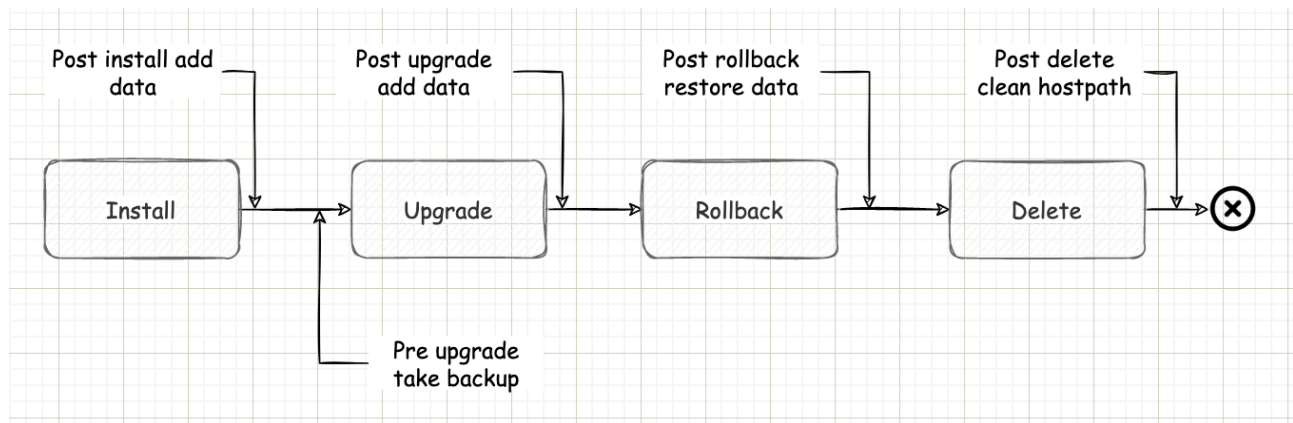 Post install add
data
Post upgrade
add data
Post rollback
restore data
Post delete
clean hostpath
Install
Upgrade
Rollback
Delete
Pre upgrade
take backup